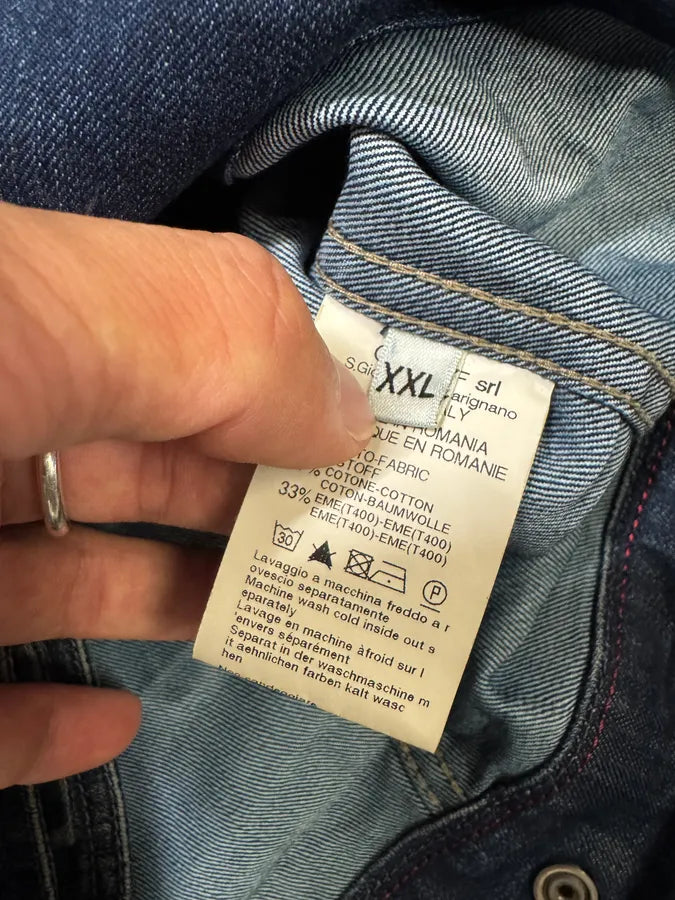 srl
XXL
arignano
LY
ROMANIA
QUE EN ROMANIE
TO-FABRIC
STOFF
% COTONE-COTTON
COTON-BAUMWOLLE
33% EME(T400)-EME(T400)
EME(T400)-EME(T400)
30
P
Lavaggio a macchina freddo a r
ovescio separatamente
Machine wash cold inside out s
eparately
Lavage en machine àfroid sur l
'envers séparément
Separat in der waschmaschine m
it aehnlichen farben kalt wasc
hen